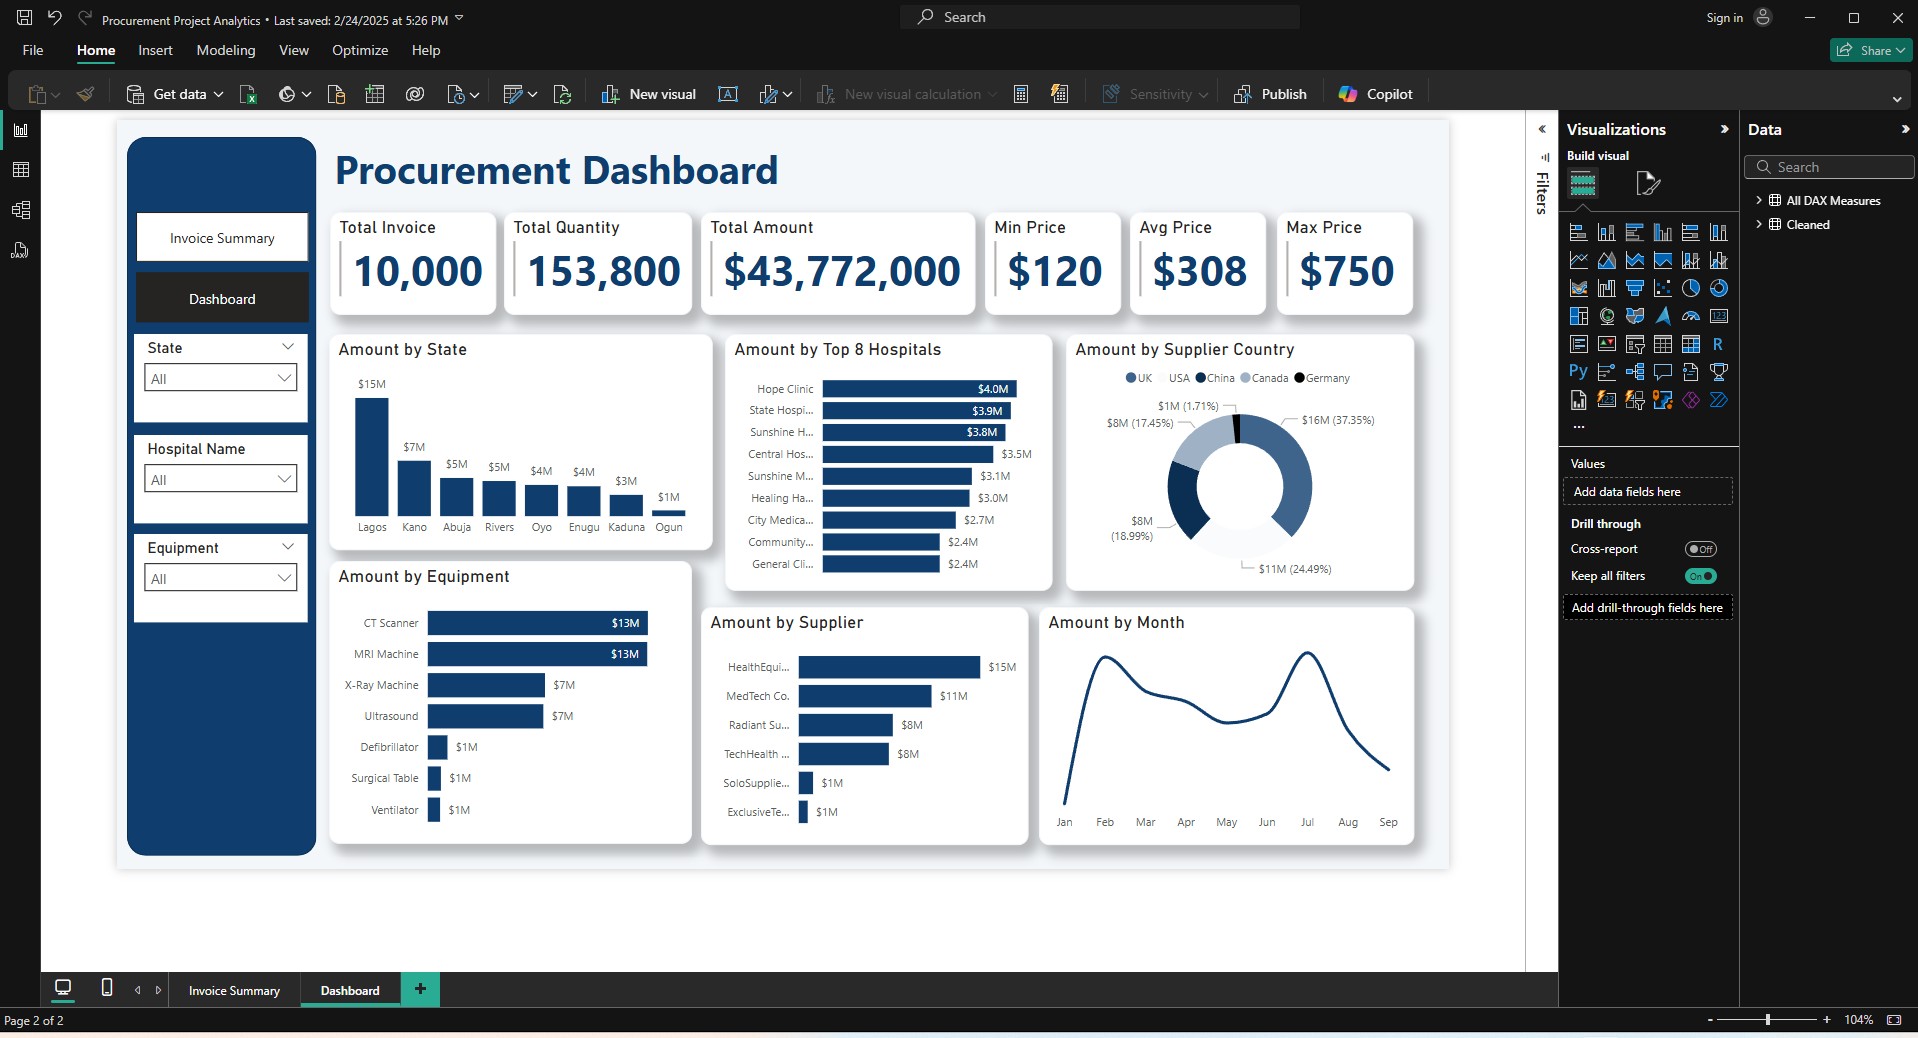 Procurement Project Analytics • Last saved: 2/24/2025 at 5:26 PM
Search
Sign in
File Home Insert Modeling View Optimize Help
Share
Get data
New visual
New visual calculation
Sensitivity
Publish
Copilot
Procurement Dashboard
Invoice Summary
Dashboard
State
All
Hospital Name
All
Equipment
All
Total Invoice
10,000
Total Quantity
153,800
Total Amount
$43,772,000
Min Price
$120
Avg Price
$308
Max Price
$750
Amount by State
$15M
$7M
$5M
$5M
$4M
$4M
$3M
$1M
Lagos Kano Abuja Rivers Oyo Enugu Kaduna Ogun
Amount by Top 8 Hospitals
Hope Clinic $4.0M
State Hospi... $3.9M
Sunshine H... $3.8M
Central Hos... $3.5M
Sunshine M... $3.1M
Healing Ha... $3.0M
City Medica... $2.7M
Community... $2.4M
General Cli... $2.4M
Amount by Supplier Country
UK USA China Canada Germany
$1M (1.71%)
$16M (37.35%)
$8M (17.45%)
$8M
(18.99%)
$11M (24.49%)
Amount by Equipment
CT Scanner $13M
MRI Machine $13M
X-Ray Machine $7M
Ultrasound $7M
Defibrillator $1M
Surgical Table $1M
Ventilator $1M
Amount by Supplier
HealthEqui... $15M
MedTech Co. $11M
Radiant Su... $8M
TechHealth ... $8M
SoloSupplie... $1M
ExclusiveTe... $1M
Amount by Month
Jan Feb Mar Apr May Jun Jul Aug Sep
Filters
Visualizations
Build visual
123
R
Py
...
Values
Add data fields here
Drill through
Cross-report Off
Keep all filters On
Add drill-through fields here
Data
Search
All DAX Measures
Cleaned
DAX
Invoice Summary
Dashboard
+
Page 2 of 2
- + 104%